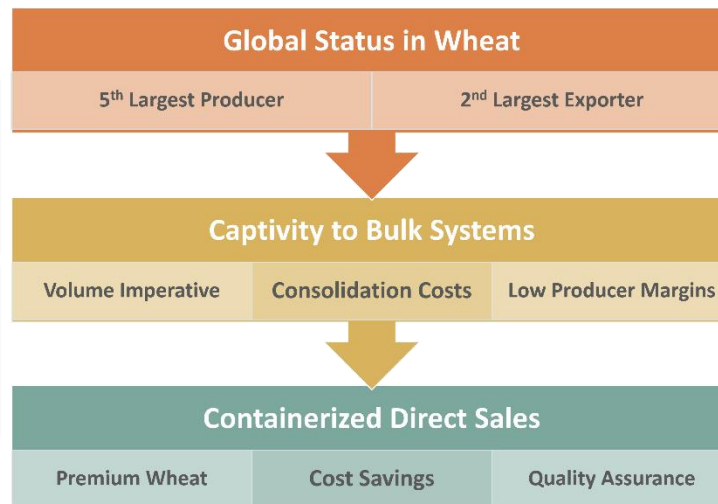 Global Status in Wheat
5th Largest Producer
2nd Largest Exporter
Captivity to Bulk Systems
Volume Imperative
Consolidation Costs
Low Producer Margins
Containerized Direct Sales
Premium Wheat
Cost Savings
Quality Assurance